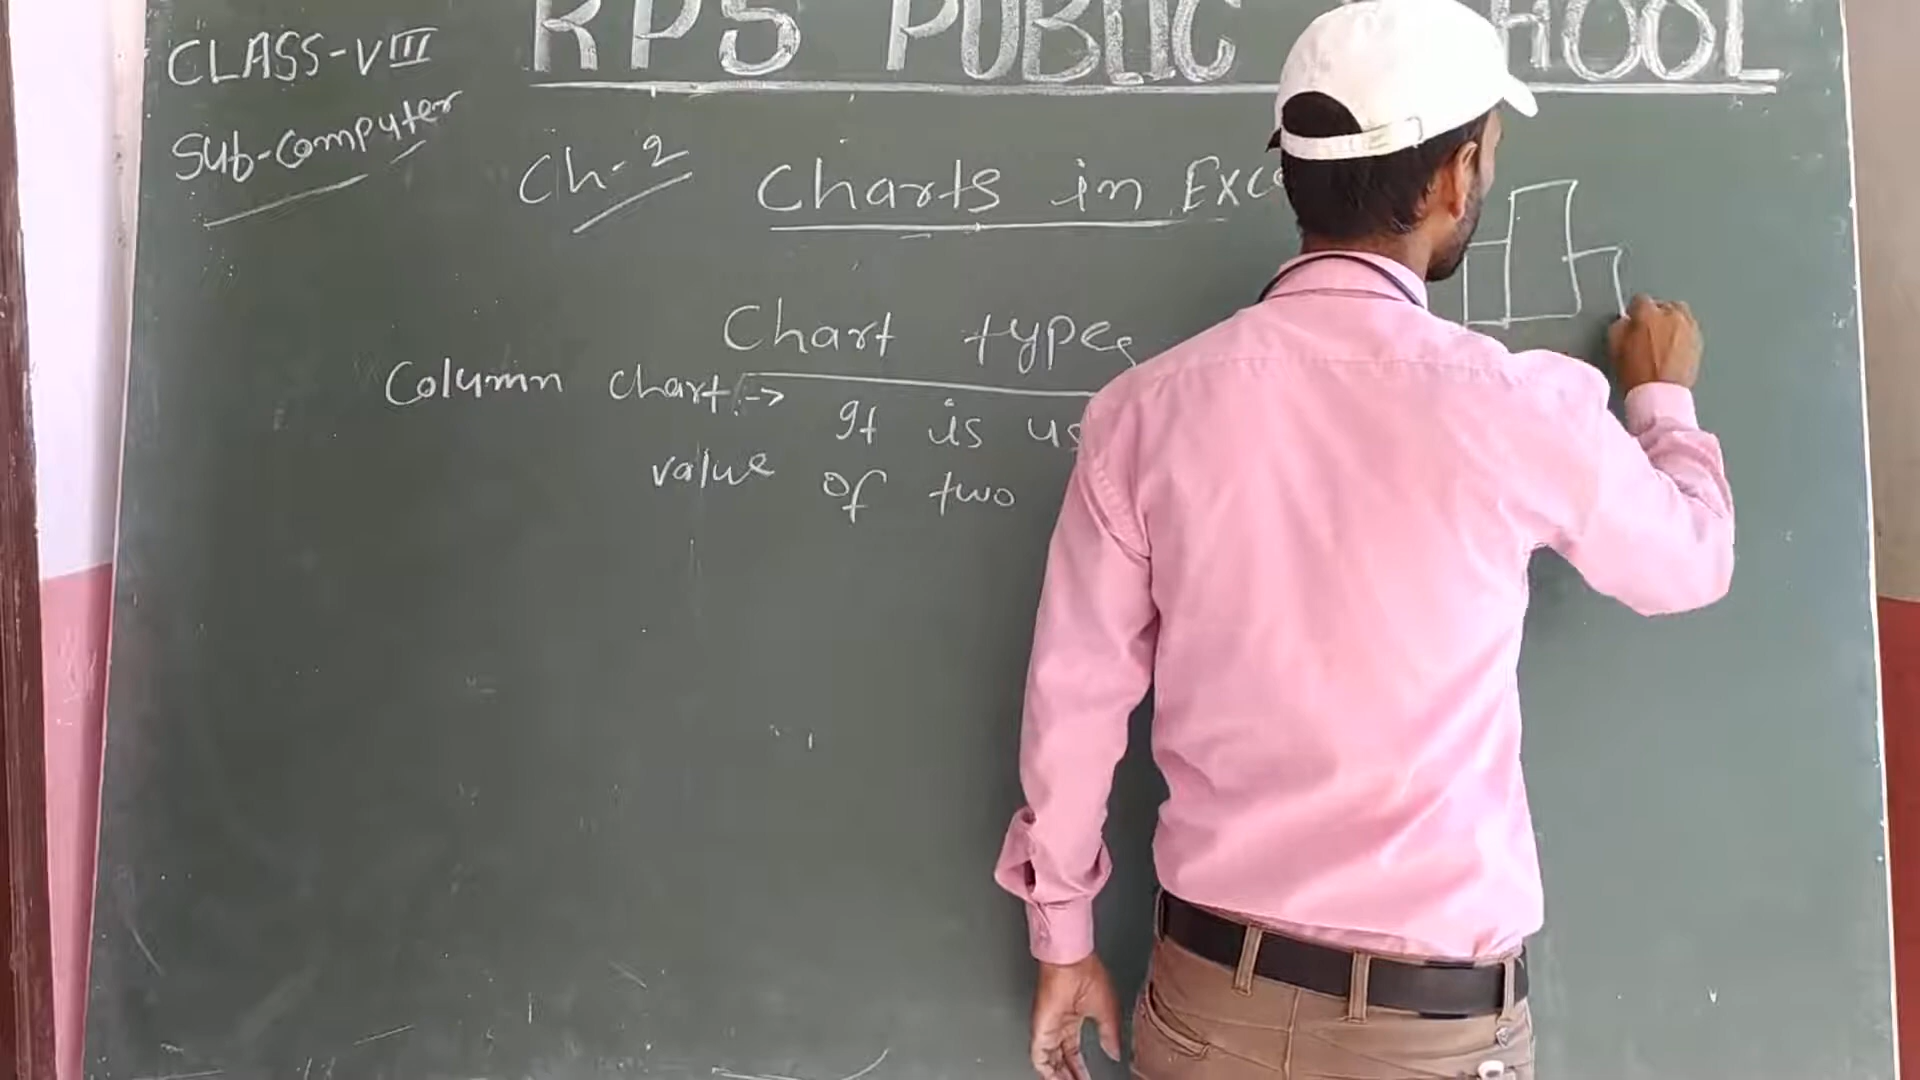 RPS PUBLIC HOOL
CLASS-VIII
Sub-Computer
Ch-2 Charts in Exc
Chart types
Column chart:-> It is us
value of two